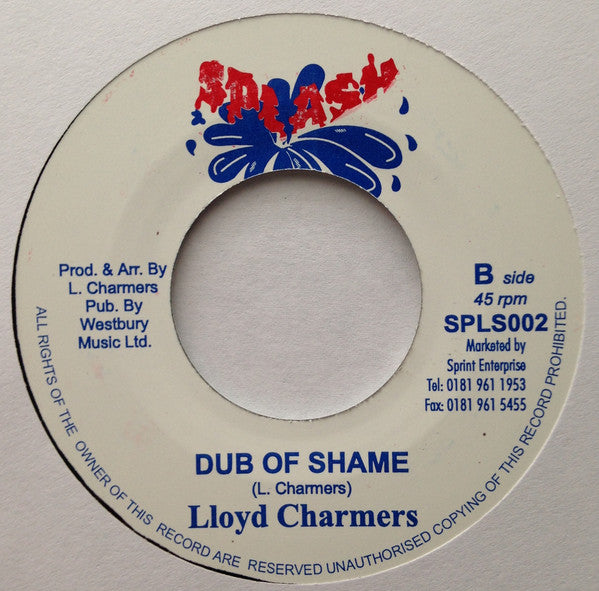 SPLASH
Prod. & Arr. By
L. Charmers
Pub. By
Westbury
Music Ltd.
B side
45 rpm
SPLS002
Marketed by
Sprint Enterprise
Tel: 0181 961 1953
Fax: 0181 961 5455
DUB OF SHAME
(L. Charmers)
Lloyd Charmers
ALL RIGHTS OF THE OWNER OF THIS RECORD ARE RESERVED UNAUTHORISED COPYING OF THIS RECORD PROHIBITED.